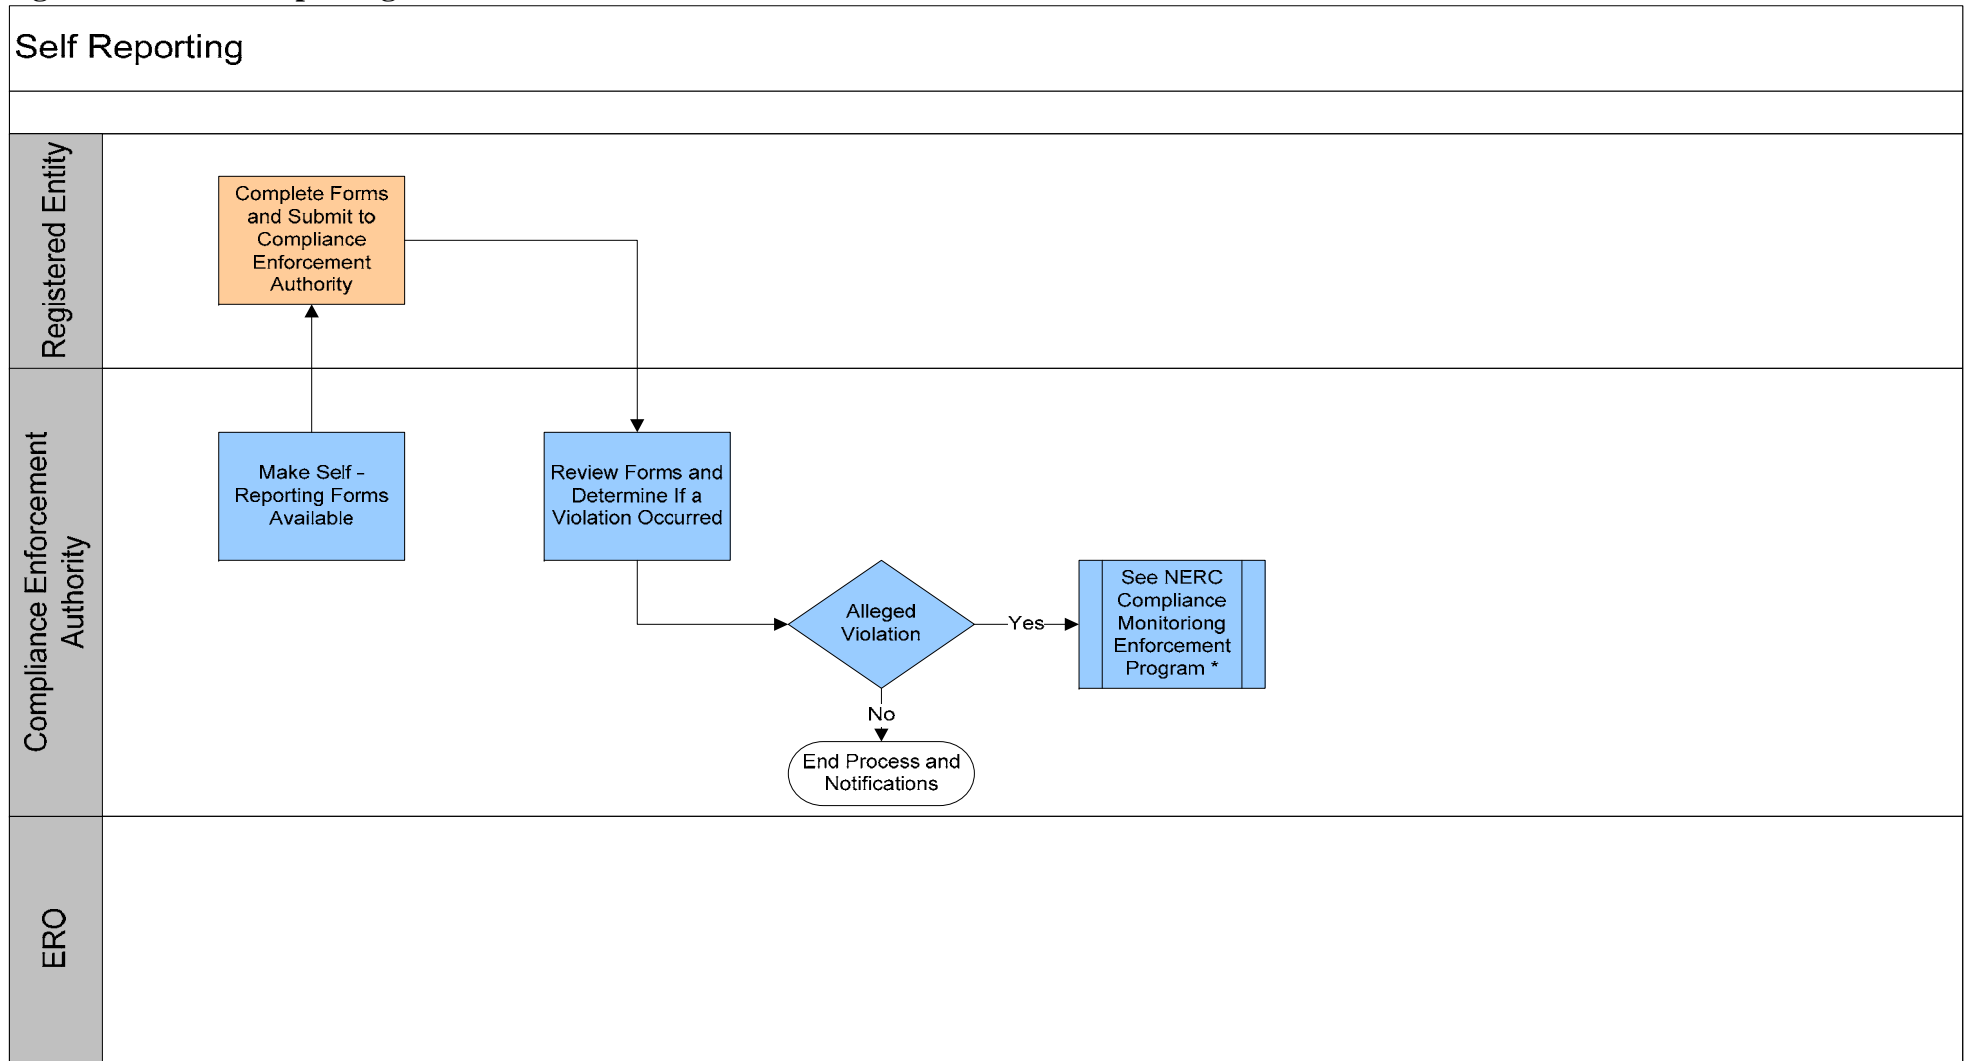 Self Reporting
Registered Entity
Complete Forms
and Submit to
Compliance
Enforcement
Authority
Compliance Enforcement
Authority
Make Self -
Reporting Forms
Available
Review Forms and
Determine If a
Violation Occurred
Alleged
Violation
Yes
See NERC
Compliance
Monitoriong
Enforcement
Program *
No
End Process and
Notifications
ERO